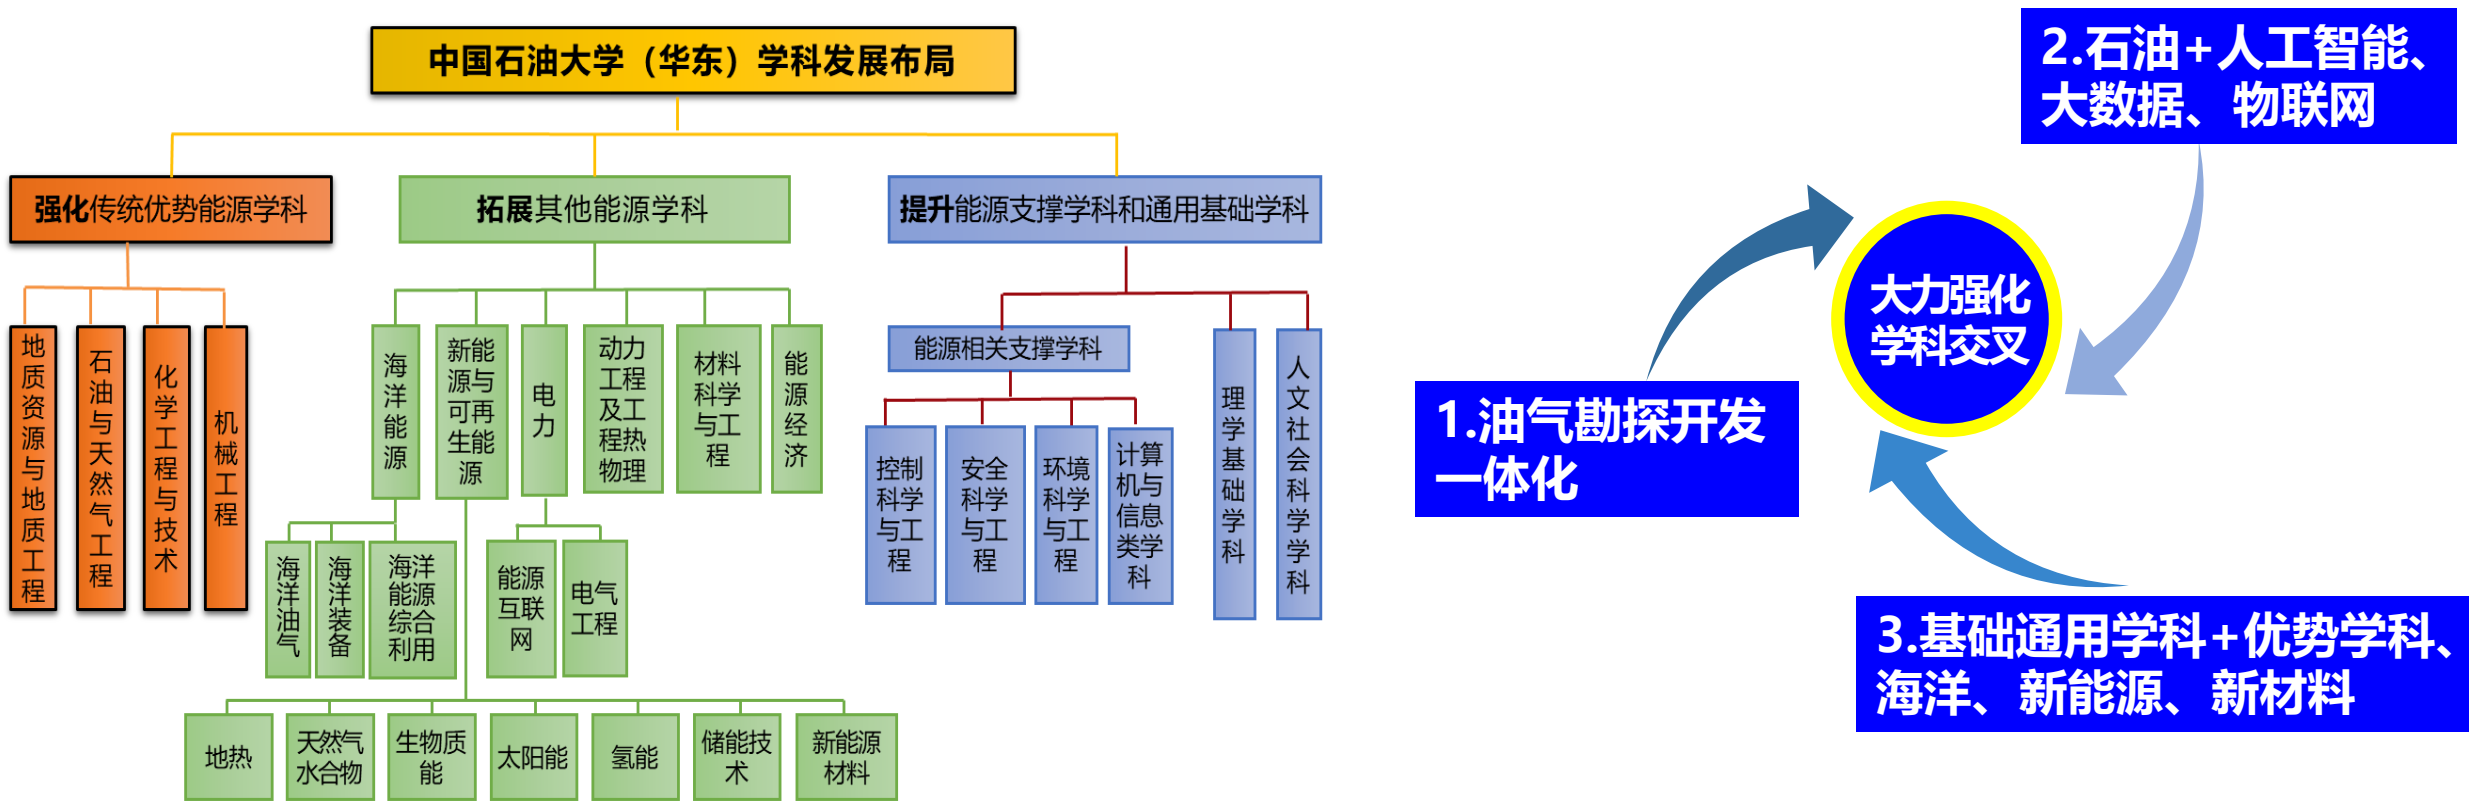 中国石油大学（华东）学科发展布局
强化传统优势能源学科
拓展其他能源学科
提升能源支撑学科和通用基础学科
地质资源与地质工程
石油与天然气工程
化学工程与技术
机械工程
海洋能源
新能
源与
可再
生能
源
电力
动力
工程
及工
程热
物理
材料
科学
与工
程
能源经济
能源相关支撑学科
控制
科学
与工
程
安全
科学
与工
程
环境
科学
与工
程
计算
机与
信息
类学
科
理学基础学科
人文社会科学学科
海洋油气
海洋装备
海洋
能源
综合
利用
能源
互联
网
电气
工程
地热
天然气
水合物
生物质
能
太阳能
氢能
储能技
术
新能源
材料
1.油气勘探开发
一体化
2.石油+人工智能、
大数据、物联网
大力强化
学科交叉
3.基础通用学科+优势学科、
海洋、新能源、新材料